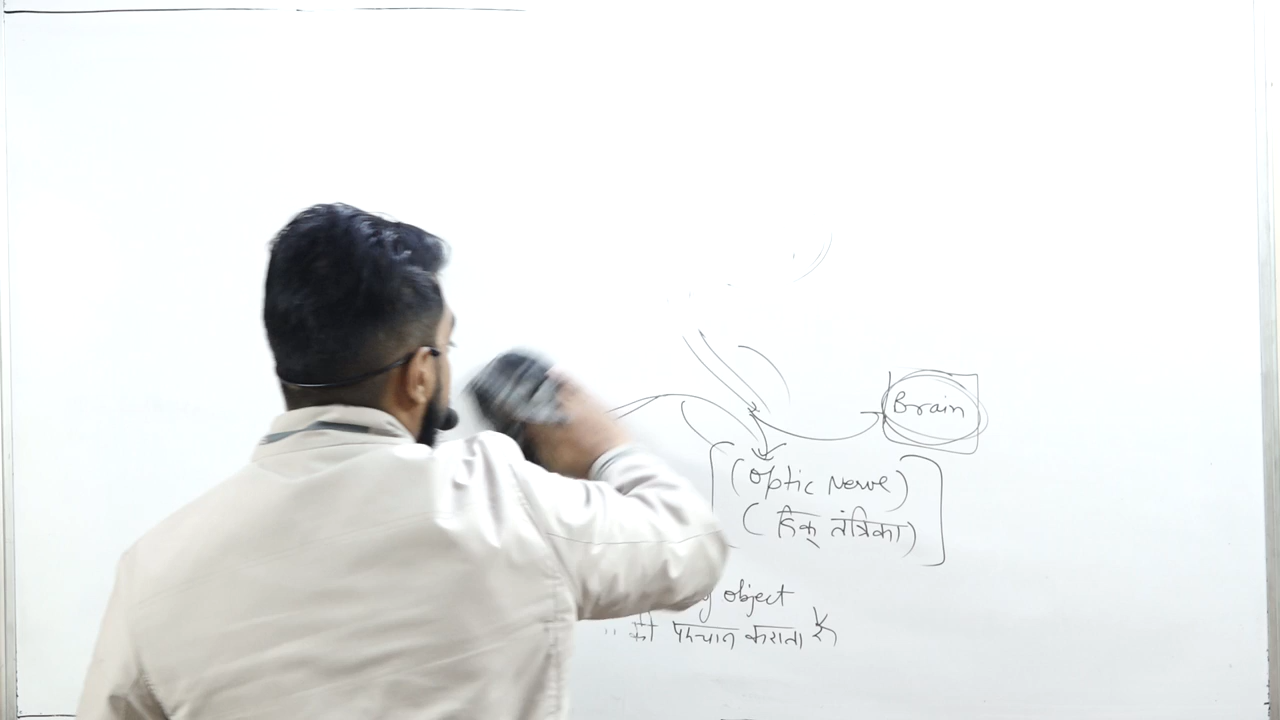 Brain
(Optic Nerve)
(दिक् तंत्रिका)
object
की पहचान कराता है